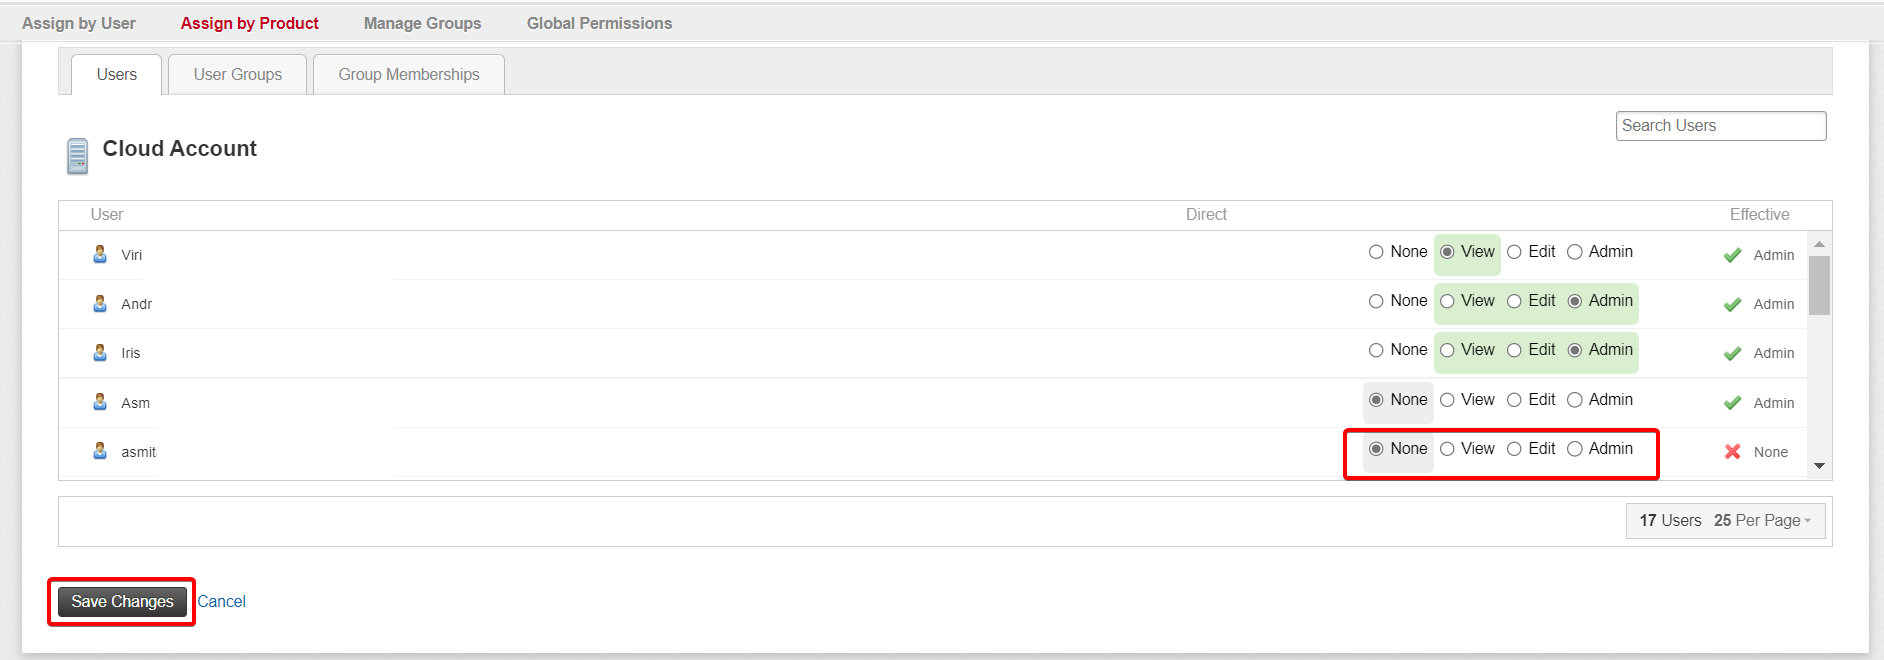 Assign by User Assign by Product Manage Groups Global Permissions
Users User Groups Group Memberships
Search Users
Cloud Account
User Direct Effective
Viri None View Edit Admin Admin
Andr None View Edit Admin Admin
Iris None View Edit Admin Admin
Asm None View Edit Admin Admin
asmit None View Edit Admin None
17 Users 25 Per Page
Save Changes Cancel